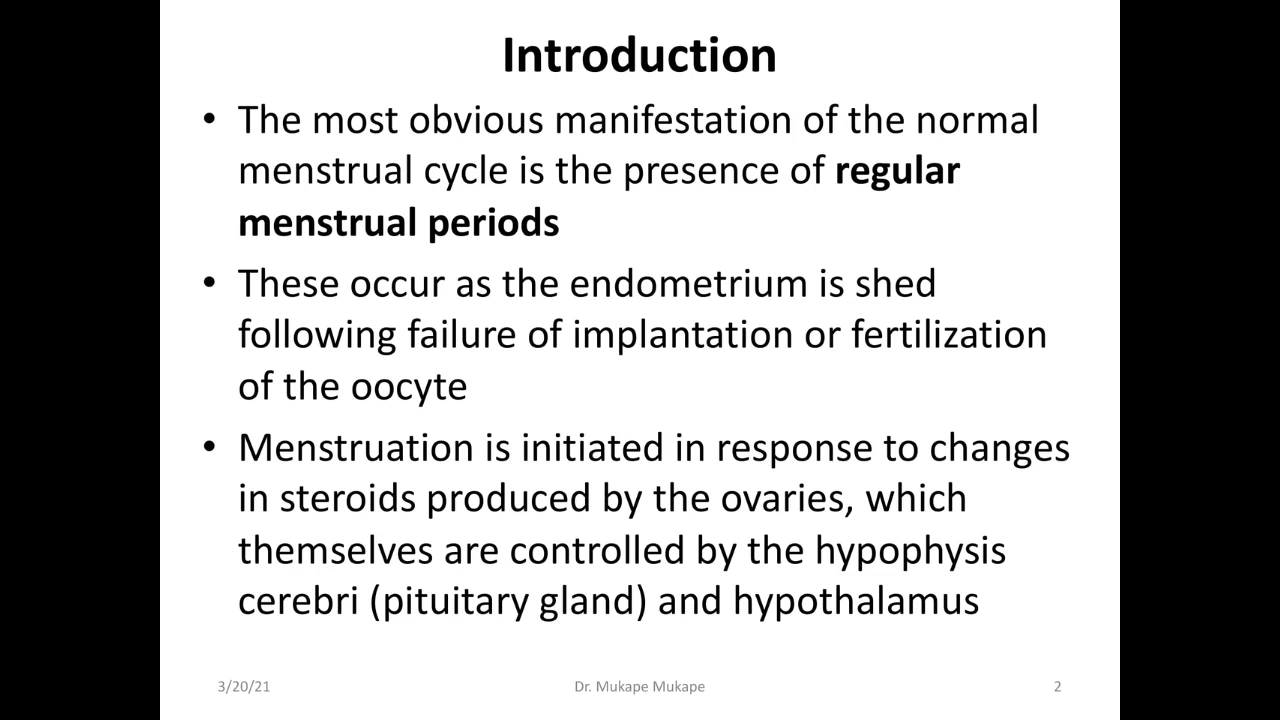 Introduction
• The most obvious manifestation of the normal
menstrual cycle is the presence of regular
menstrual periods
• These occur as the endometrium is shed
following failure of implantation or fertilization
of the oocyte
• Menstruation is initiated in response to changes
in steroids produced by the ovaries, which
themselves are controlled by the hypophysis
cerebri (pituitary gland) and hypothalamus
3/20/21 Dr. Mukape Mukape 2